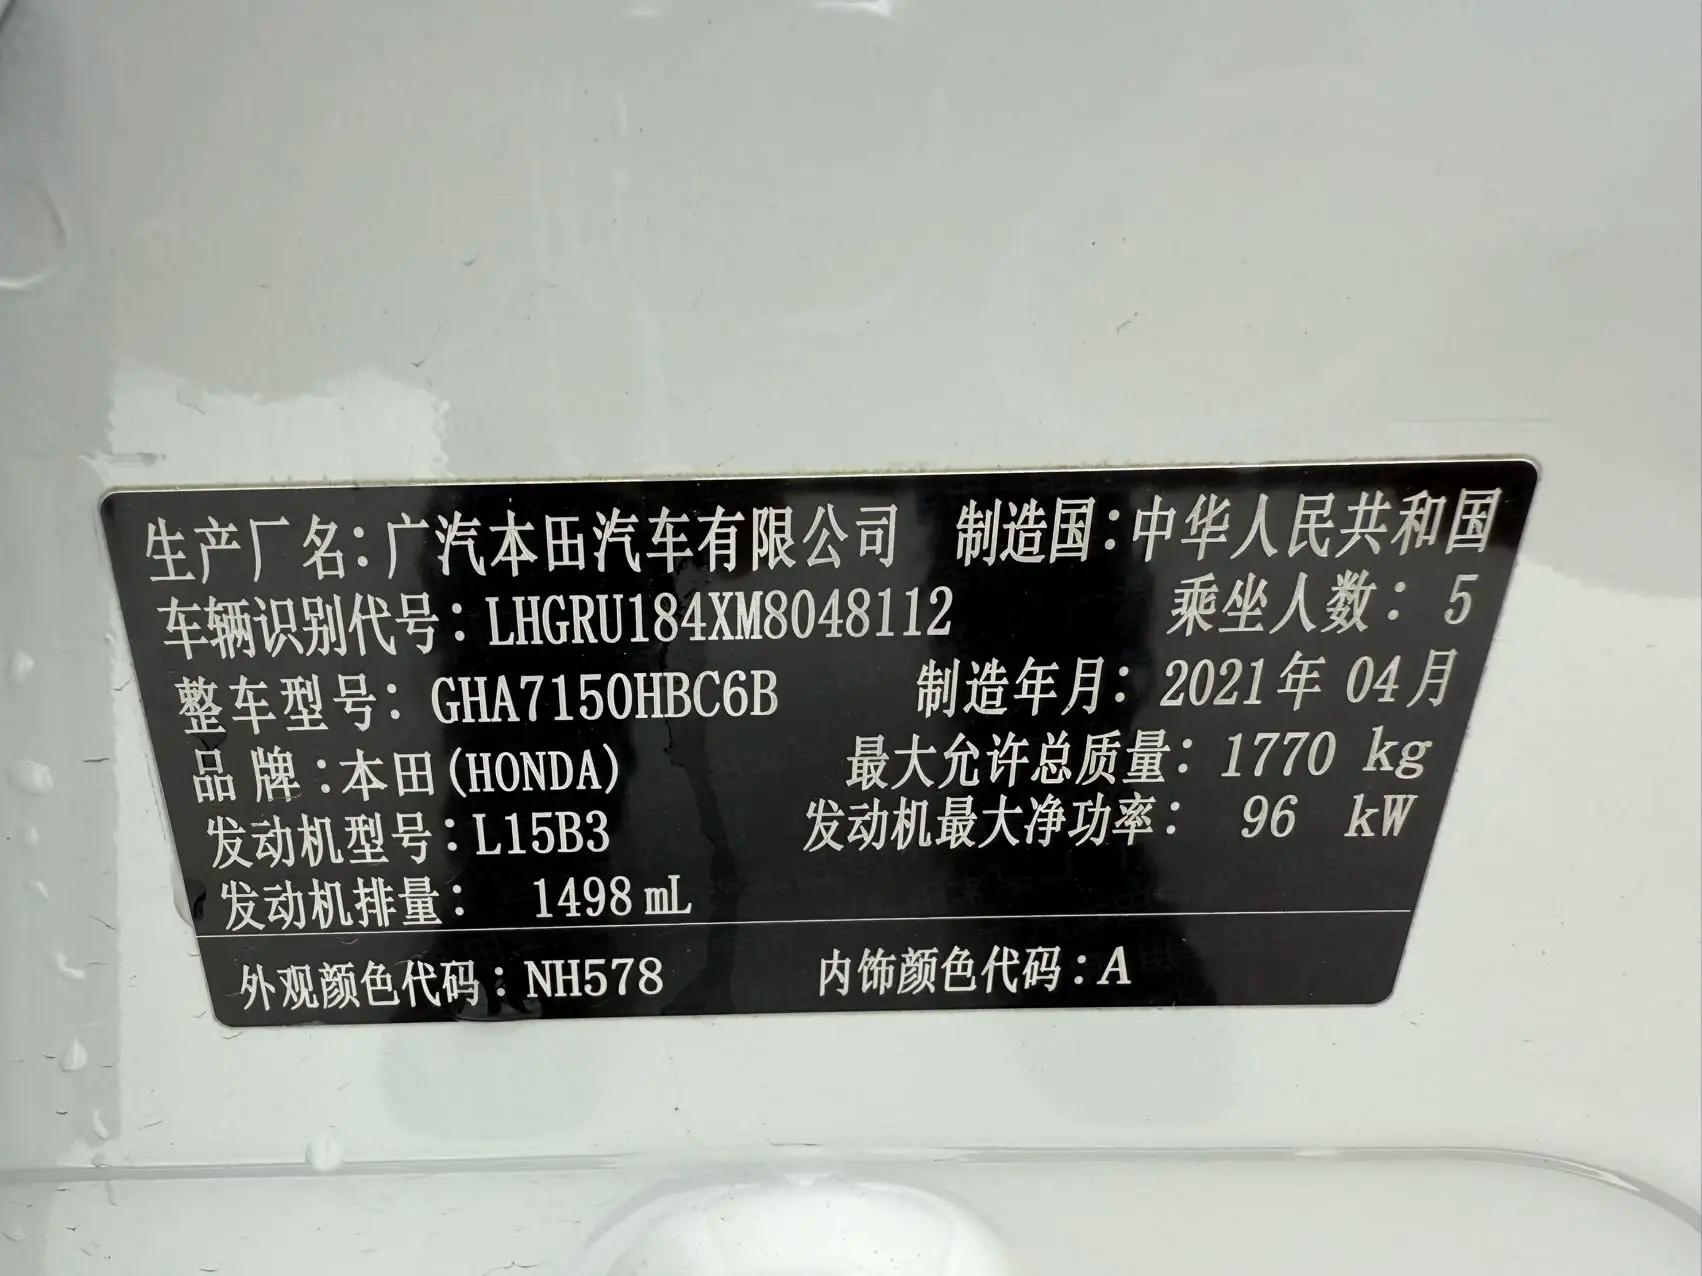 生产厂名:广汽本田汽车有限公司 制造国:中华人民共和国
车辆识别代号:LHGRU184XM8048112 乘坐人数: 5
整车型号: GHA7150HBC6B 制造年月: 2021年 04月
品 牌:本田(HONDA) 最大允许总质量: 1770 kg
发动机型号:L15B3 发动机最大净功率: 96 kW
发动机排量: 1498 mL
外观颜色代码:NH578 内饰颜色代码:A